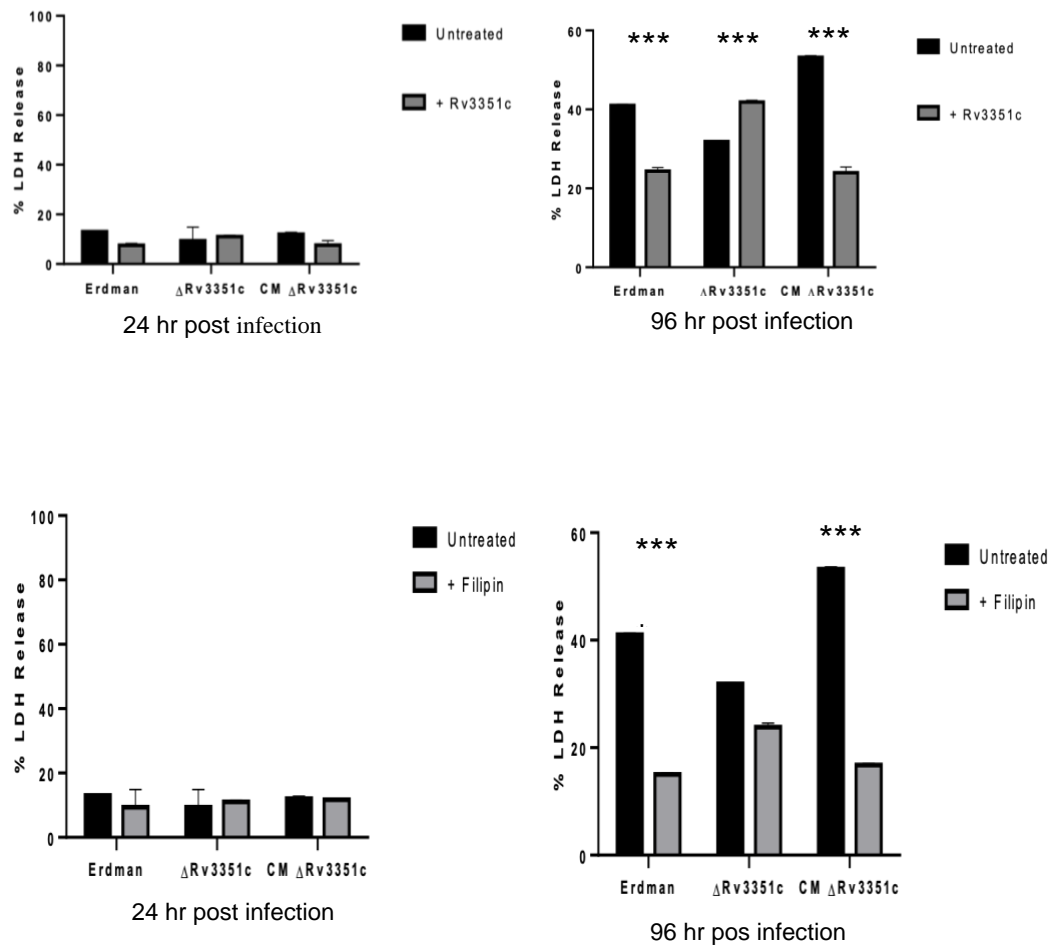 100
80
60
40
20
0
% LDH Release
Untreated
+ Rv3351c
Erdman ΔRv3351c CM ΔRv3351c
24 hr post infection
60
40
20
0
% LDH Release
*** *** ***
Untreated
+ Rv3351c
Erdman ΔRv3351c CM ΔRv3351c
96 hr post infection
100
80
60
40
20
0
% LDH Release
Untreated
+ Filipin
Erdman ΔRv3351c CM ΔRv3351c
24 hr post infection
60
40
20
0
% LDH Release
*** ***
Untreated
+ Filipin
Erdman ΔRv3351c CM ΔRv3351c
96 hr pos infection